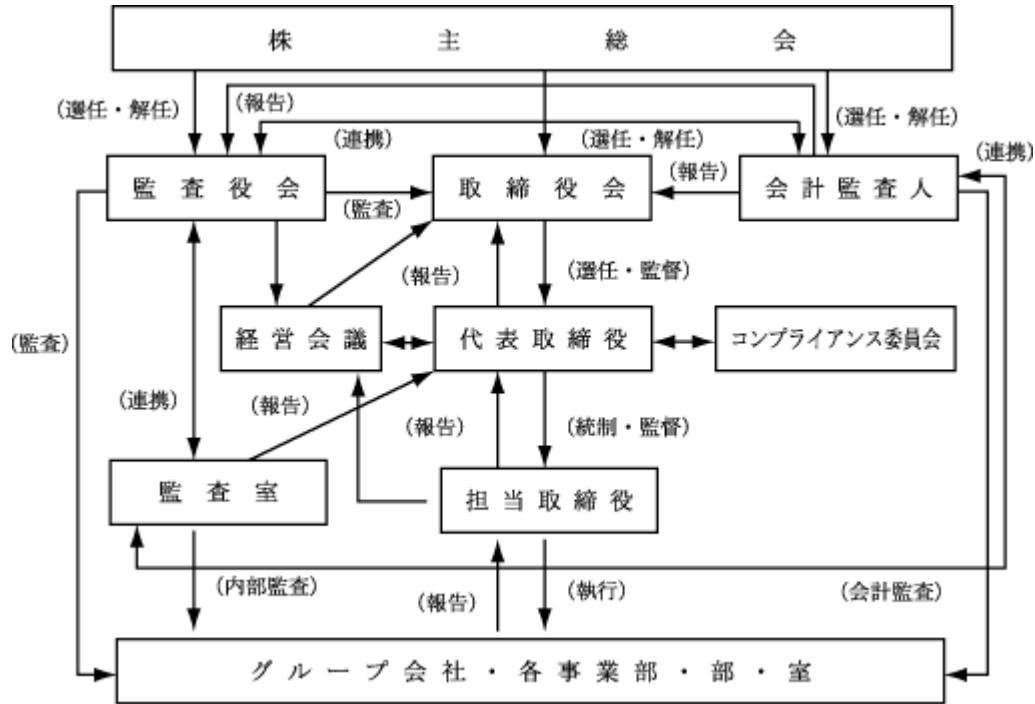 株主総会
(選任・解任)
(報告)
(連携)
(選任・解任)
(選任・解任)
(連携)
監査役会
(監査)
取締役会
(報告)
会計監査人
(報告)
(選任・監督)
(監査)
経営会議
代表取締役
コンプライアンス委員会
(連携)
(報告)
(報告)
(統制・監督)
監査室
担当取締役
(内部監査)
(報告)
(執行)
(会計監査)
グループ会社・各事業部・部・室